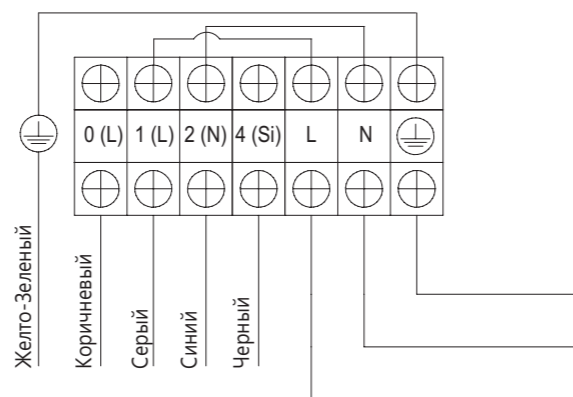 0 (L) 1 (L) 2 (N) 4 (Si) L N
Желто-Зеленый
Коричневый
Серый
Синий
Черный